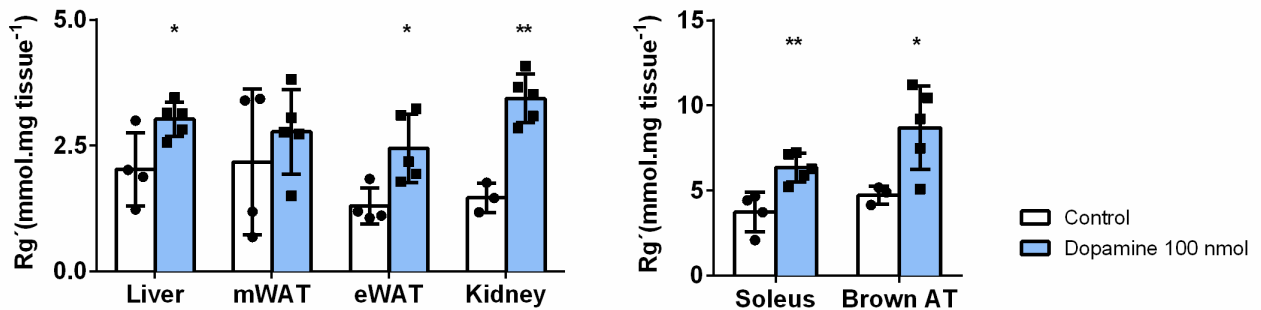 Rg´(mmol.mg tissue⁻¹)
5.0
2.5
0.0
* * **
Liver mWAT eWAT Kidney
Rg´(mmol.mg tissue⁻¹)
15
10
5
0
** *
Soleus Brown AT
Control
Dopamine 100 nmol